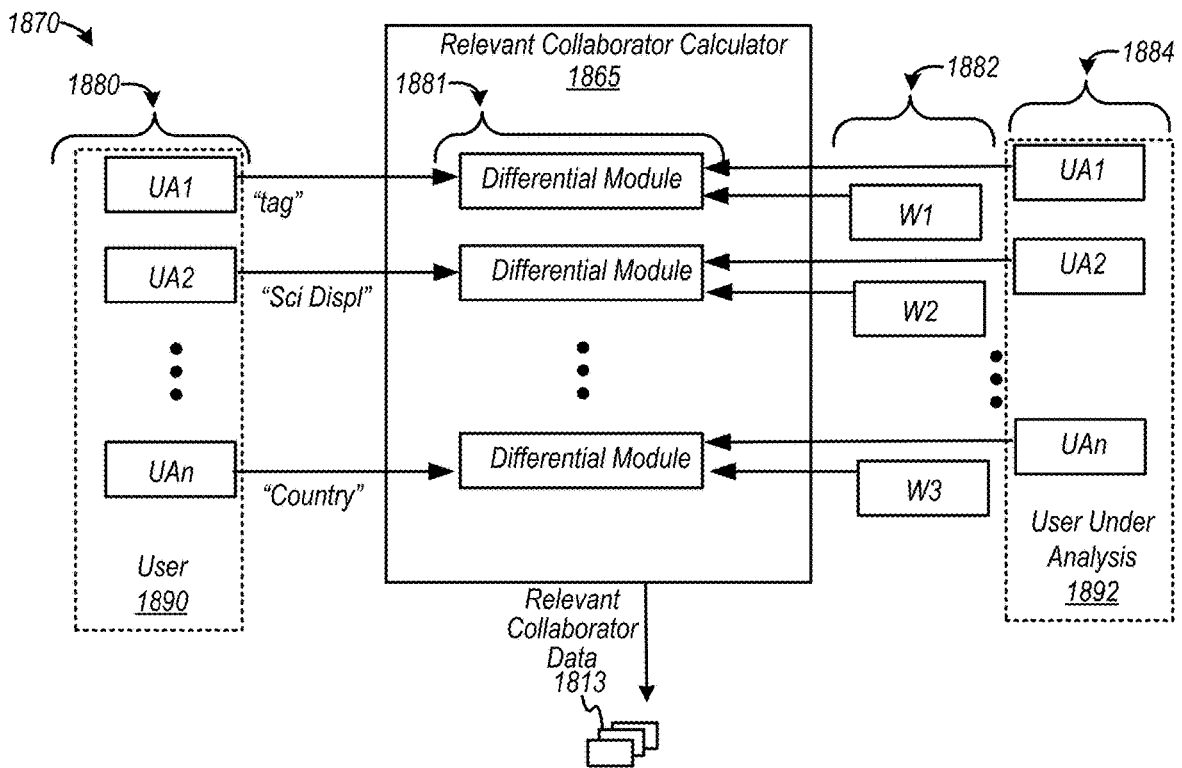 1870
Relevant Collaborator Calculator
1865
1880
1881
1882
1884
UA1
"tag"
Differential Module
W1
UA1
UA2
"Sci Displ"
Differential Module
W2
UA2
UAn
"Country"
Differential Module
W3
UAn
User
1890
User Under
Analysis
1892
Relevant
Collaborator
Data
1813